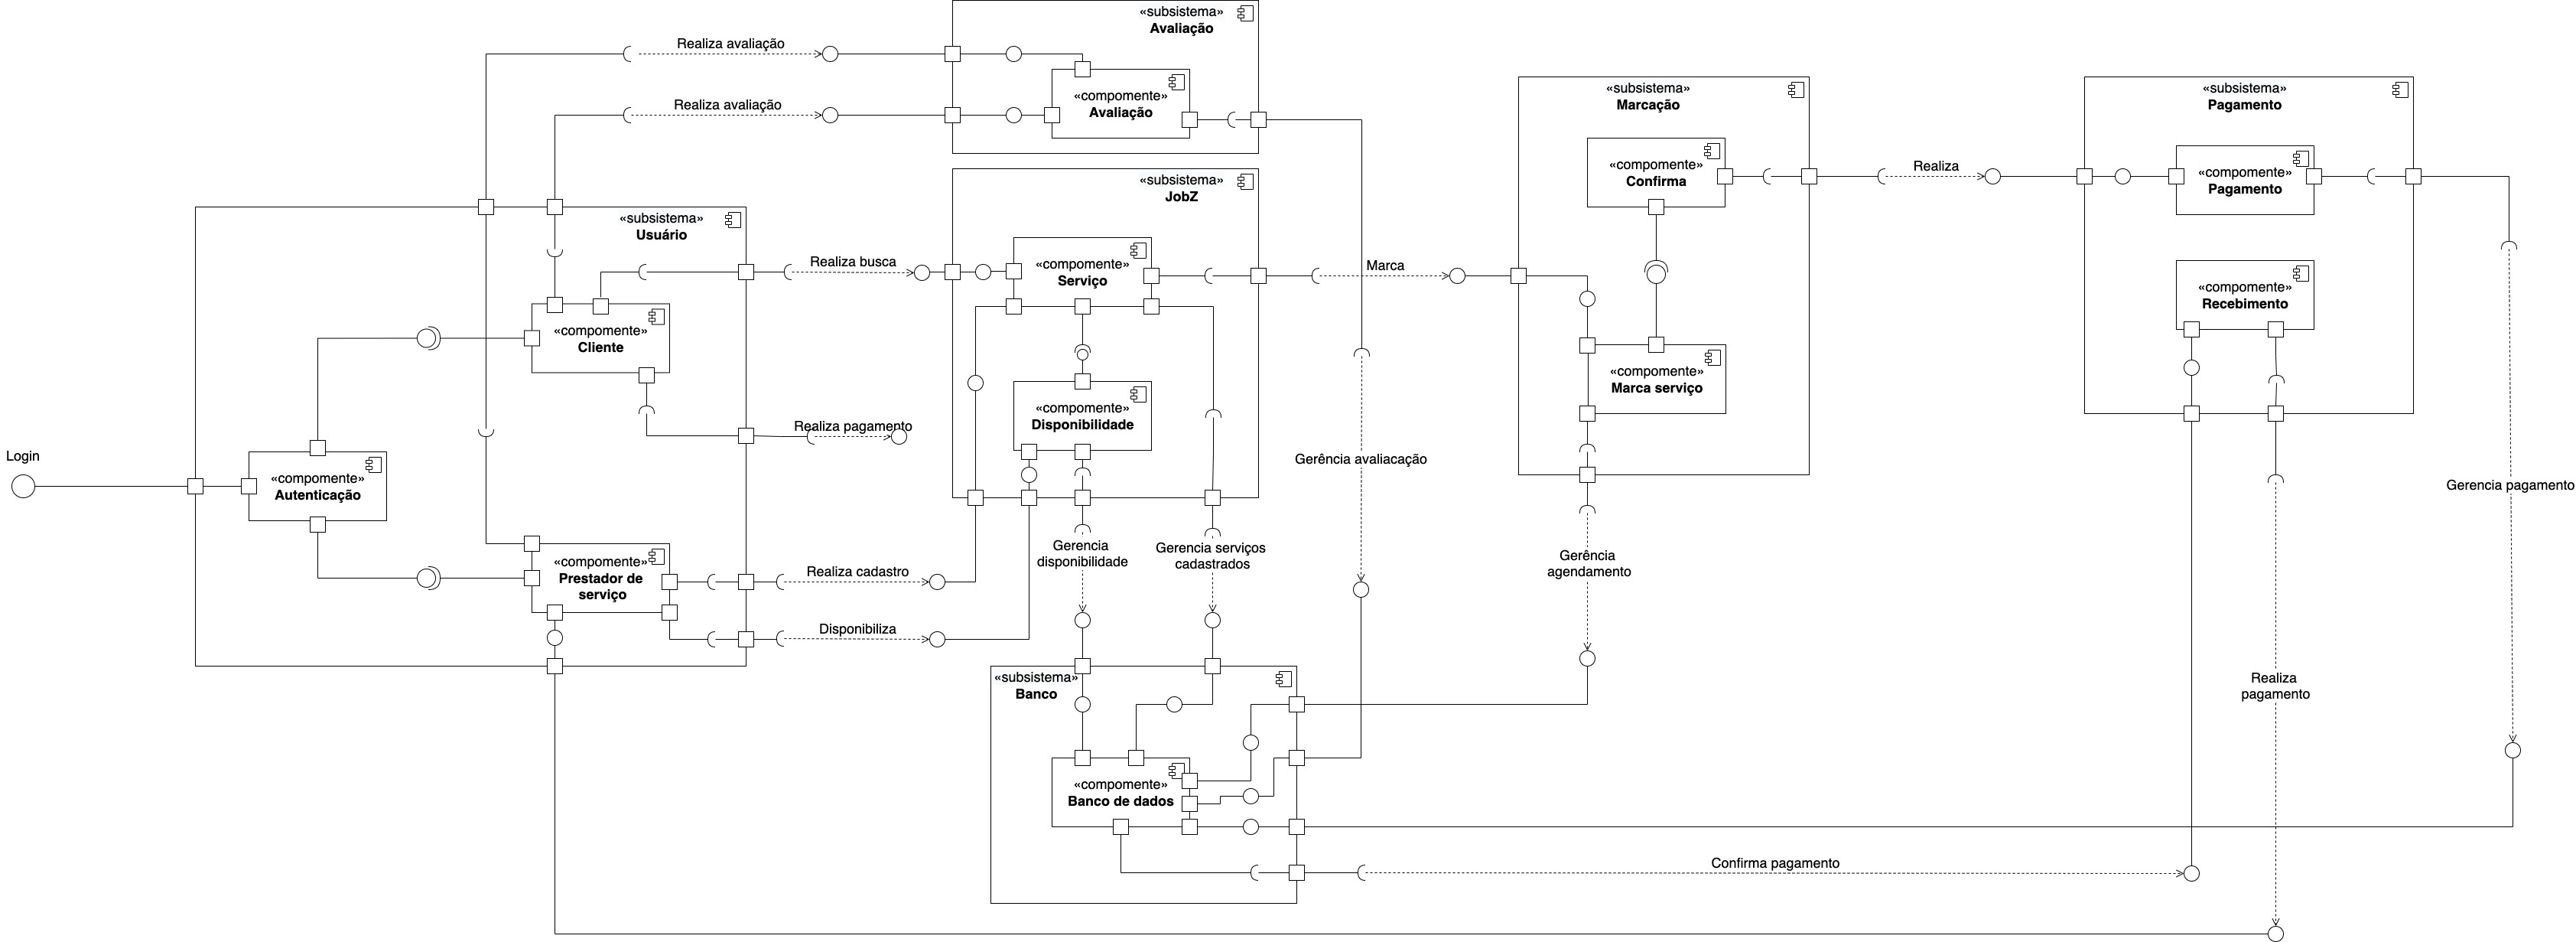 «subsistema»
Avaliação
Realiza avaliação
«compomente»
Avaliação
Realiza avaliação
«subsistema»
JobZ
«subsistema»
Marcação
«compomente»
Confirma
Realiza
«subsistema»
Pagamento
«compomente»
Pagamento
«subsistema»
Usuário
Realiza busca
«compomente»
Serviço
Marca
«compomente»
Recebimento
«compomente»
Cliente
«compomente»
Marca serviço
«compomente»
Disponibilidade
Realiza pagamento
Login
«compomente»
Autenticação
Gerência avaliacação
Gerencia pagamento
Gerencia
disponibilidade
Gerencia serviços
cadastrados
Gerência
agendamento
«compomente»
Prestador de
serviço
Realiza cadastro
Disponibiliza
«subsistema»
Banco
Realiza
pagamento
«compomente»
Banco de dados
Confirma pagamento